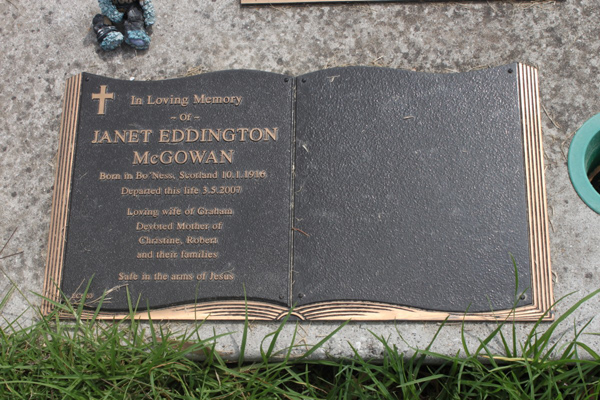 In Loving Memory
- Of -
JANET EDDINGTON
McGOWAN
Born in Bo'Ness, Scotland 10.1.1916
Departed this life 3.5.2007
Loving wife of Graham
Devoted Mother of
Christine, Robert
and their families
Safe in the arms of Jesus